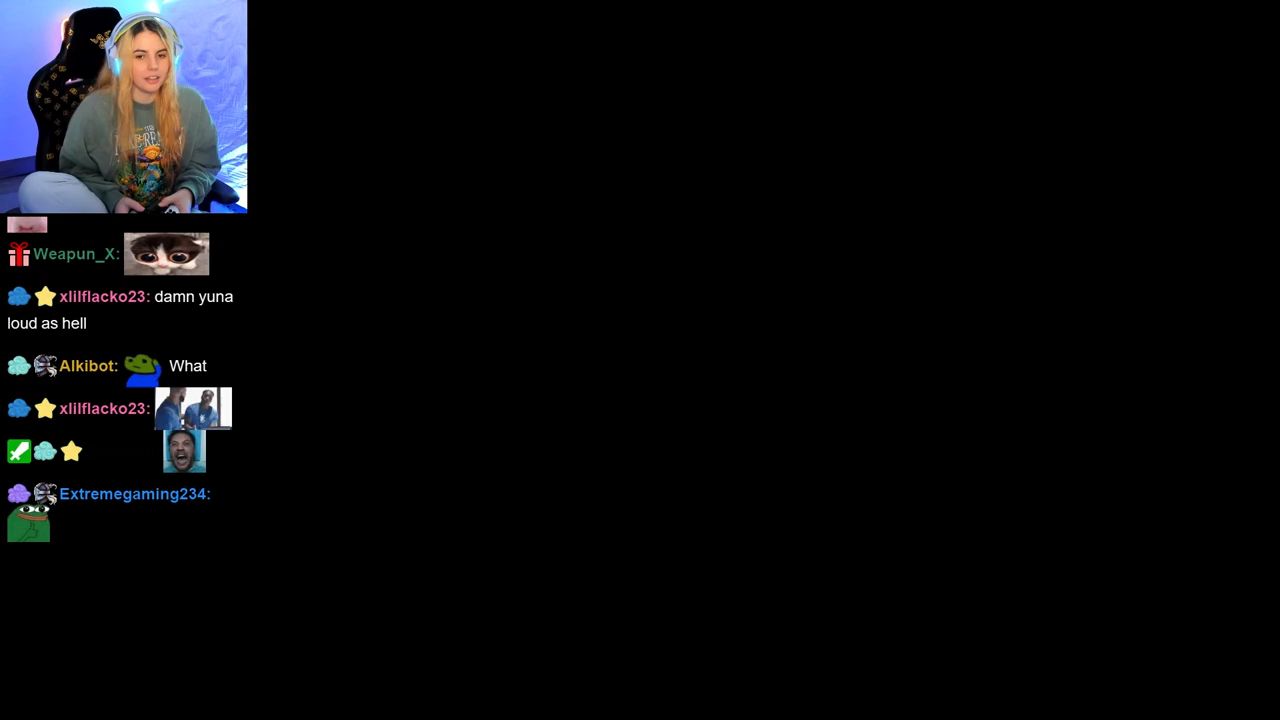 Weapun_X:
xlilflacko23: damn yuna
loud as hell
Alkibot: What
xlilflacko23:
Extremegaming234: